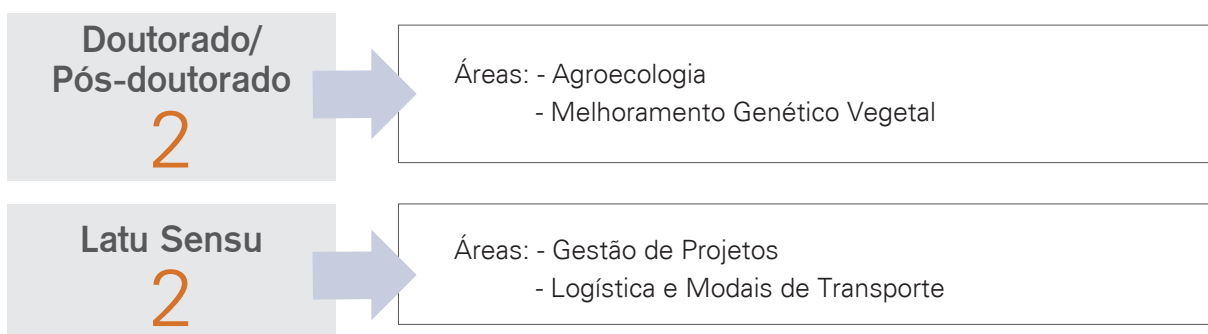 Doutorado/
Pós-doutorado
2
Áreas: - Agroecologia
- Melhoramento Genético Vegetal
Latu Sensu
2
Áreas: - Gestão de Projetos
- Logística e Modais de Transporte